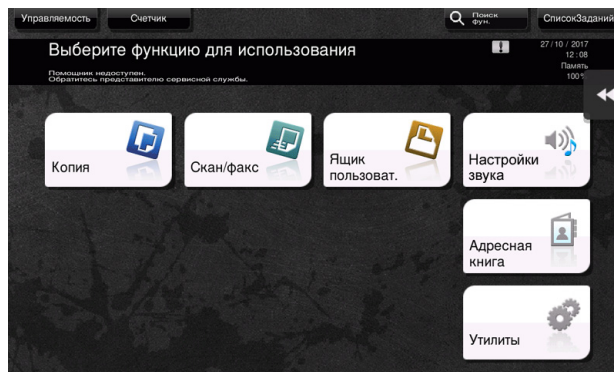 Управляемость
Счетчик
Поиск
фун.
СписокЗаданий
Выберите функцию для использования
27/10 / 2017
12 : 08
Помощник недоступен.
Память
Обратитесь представителю сервисной службы.
100 %
Копия
Скан/факс
Ящик
пользоват.
Настройки
звука
Адресная
книга
Утилиты